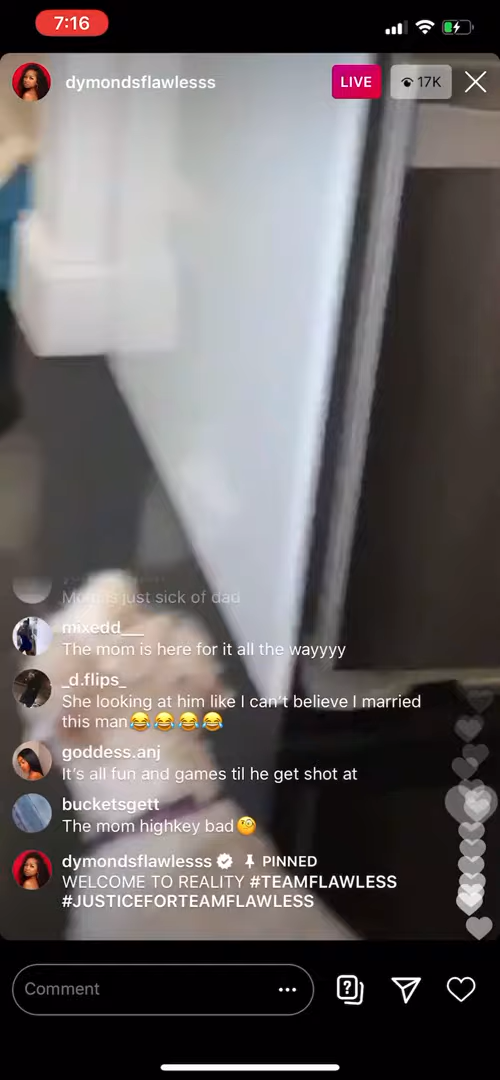 7:16
dymondsflawlesss
LIVE
17K
Mom is just sick of dad
mixedd___
The mom is here for it all the wayyyy
_d.flips_
She looking at him like I can't believe I married
this man😂😂😂😂
goddess.anj
It's all fun and games til he get shot at
bucketsgett
The mom highkey bad🧐
dymondsflawlesss PINNED
WELCOME TO REALITY #TEAMFLAWLESS
#JUSTICEFORTEAMFLAWLESS
Comment